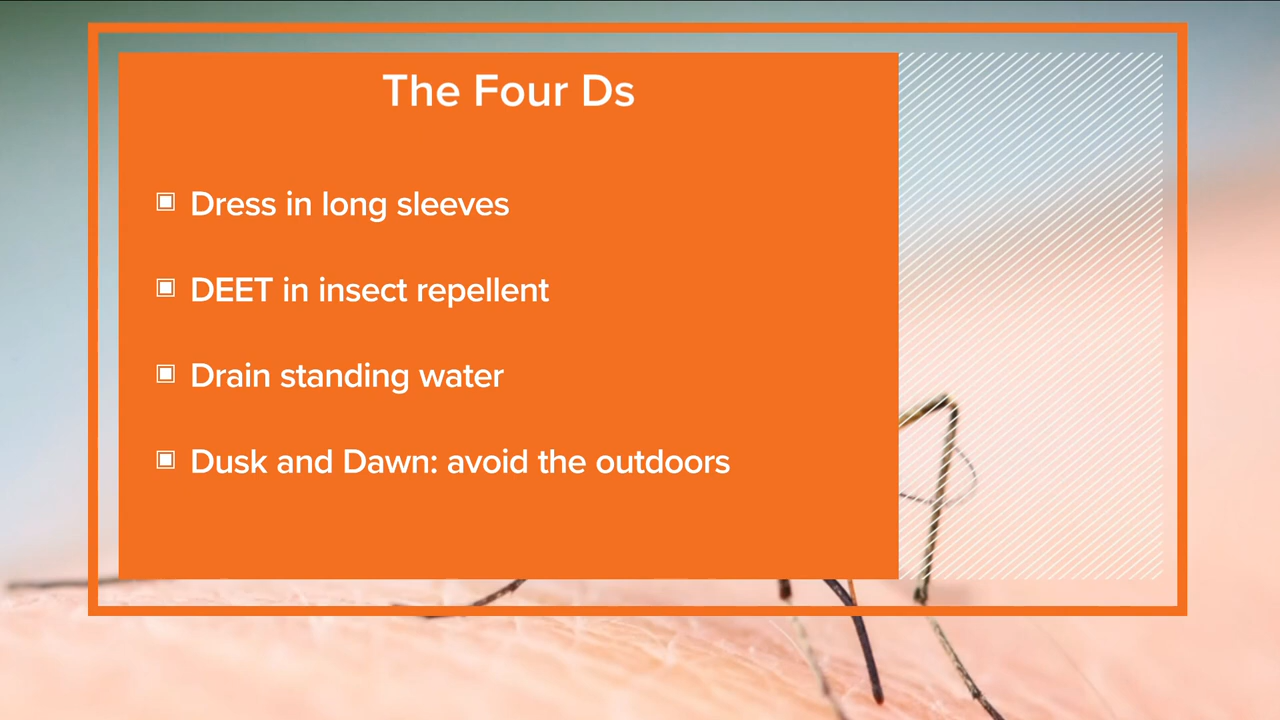 The Four Ds
Dress in long sleeves
DEET in insect repellent
Drain standing water
Dusk and Dawn: avoid the outdoors